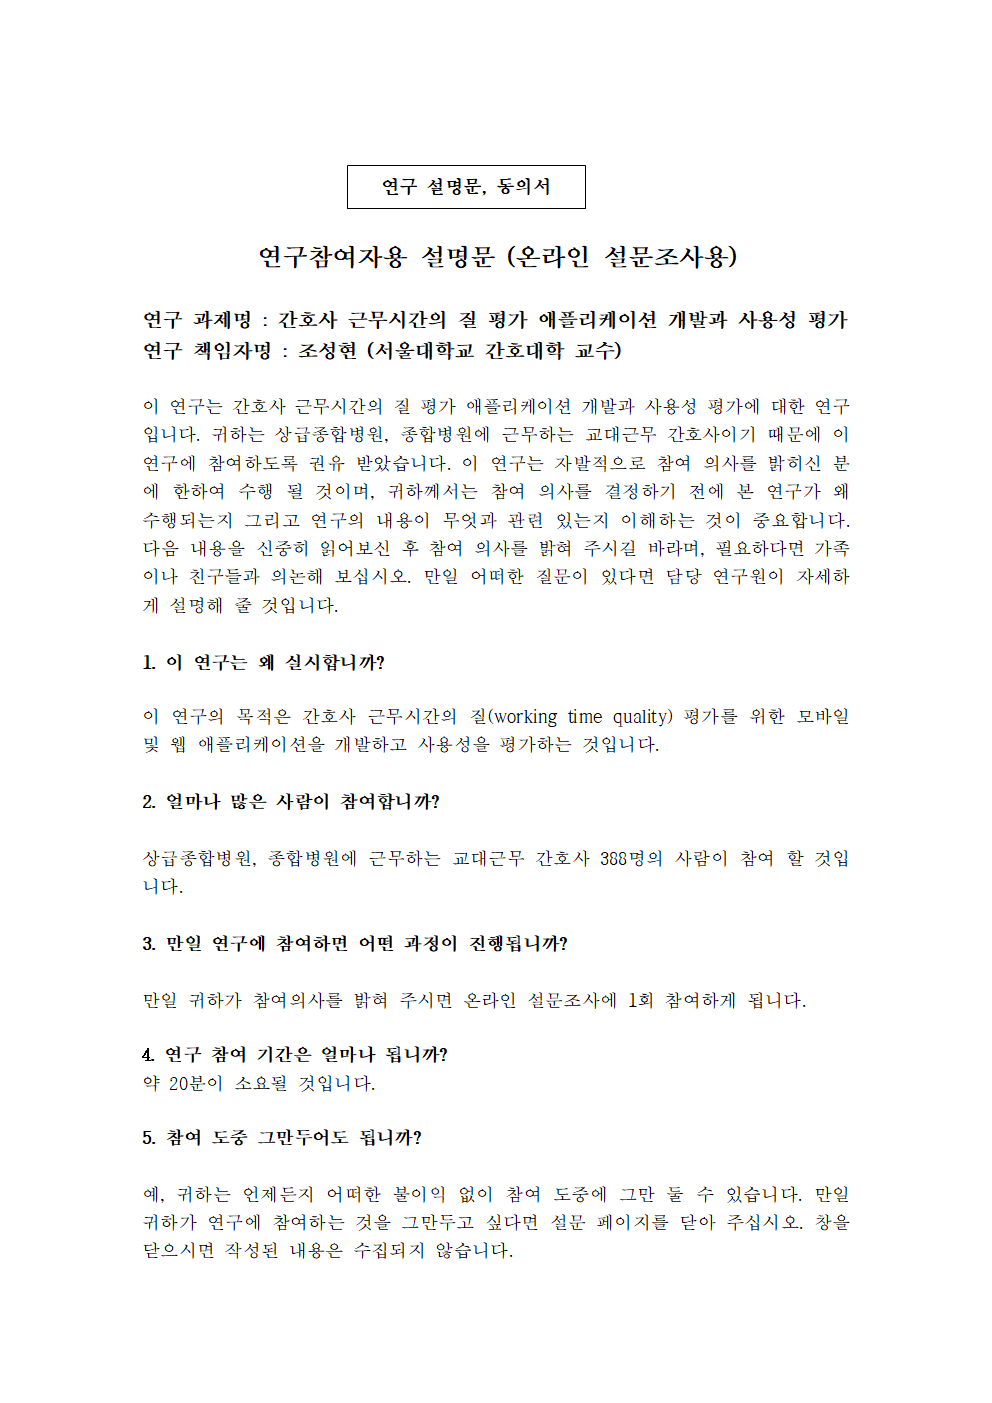 연구 설명문, 동의서
연구참여자용 설명문 (온라인 설문조사용)
연구 과제명 : 간호사 근무시간의 질 평가 애플리케이션 개발과 사용성 평가
연구 책임자명 : 조성현 (서울대학교 간호대학 교수)
이 연구는 간호사 근무시간의 질 평가 애플리케이션 개발과 사용성 평가에 대한 연구
입니다. 귀하는 상급종합병원, 종합병원에 근무하는 교대근무 간호사이기 때문에 이
연구에 참여하도록 권유 받았습니다. 이 연구는 자발적으로 참여 의사를 밝히신 분
에 한하여 수행 될 것이며, 귀하께서는 참여 의사를 결정하기 전에 본 연구가 왜
수행되는지 그리고 연구의 내용이 무엇과 관련 있는지 이해하는 것이 중요합니다.
다음 내용을 신중히 읽어보신 후 참여 의사를 밝혀 주시길 바라며, 필요하다면 가족
이나 친구들과 의논해 보십시오. 만일 어떠한 질문이 있다면 담당 연구원이 자세하
게 설명해 줄 것입니다.
1. 이 연구는 왜 실시합니까?
이 연구의 목적은 간호사 근무시간의 질(working time quality) 평가를 위한 모바일
및 웹 애플리케이션을 개발하고 사용성을 평가하는 것입니다.
2. 얼마나 많은 사람이 참여합니까?
상급종합병원, 종합병원에 근무하는 교대근무 간호사 388명의 사람이 참여 할 것입
니다.
3. 만일 연구에 참여하면 어떤 과정이 진행됩니까?
만일 귀하가 참여의사를 밝혀 주시면 온라인 설문조사에 1회 참여하게 됩니다.
4. 연구 참여 기간은 얼마나 됩니까?
약 20분이 소요될 것입니다.
5. 참여 도중 그만두어도 됩니까?
예, 귀하는 언제든지 어떠한 불이익 없이 참여 도중에 그만 둘 수 있습니다. 만일
귀하가 연구에 참여하는 것을 그만두고 싶다면 설문 페이지를 닫아 주십시오. 창을
닫으시면 작성된 내용은 수집되지 않습니다.